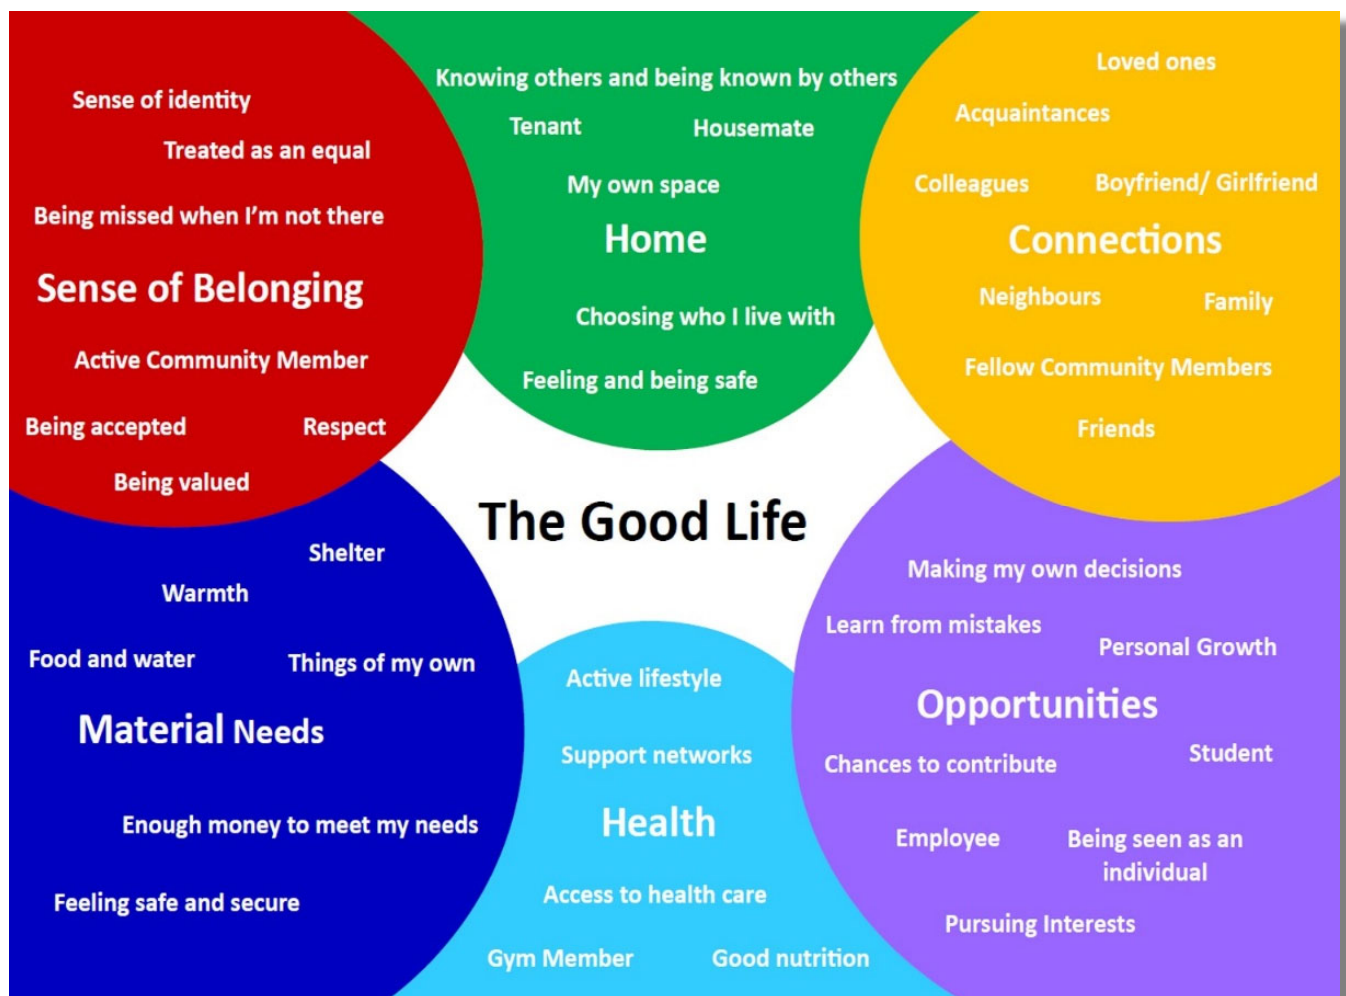 Sense of identity
Treated as an equal
Being missed when I'm not there
Sense of Belonging
Active Community Member
Being accepted
Respect
Being valued
Knowing others and being known by others
Tenant
Housemate
My own space
Home
Choosing who I live with
Feeling and being safe
Loved ones
Acquaintances
Colleagues
Boyfriend/ Girlfriend
Connections
Neighbours
Family
Fellow Community Members
Friends
The Good Life
Shelter
Warmth
Food and water
Things of my own
Material Needs
Enough money to meet my needs
Feeling safe and secure
Active lifestyle
Support networks
Health
Access to health care
Gym Member
Good nutrition
Making my own decisions
Learn from mistakes
Personal Growth
Opportunities
Chances to contribute
Student
Employee
Being seen as an
individual
Pursuing Interests